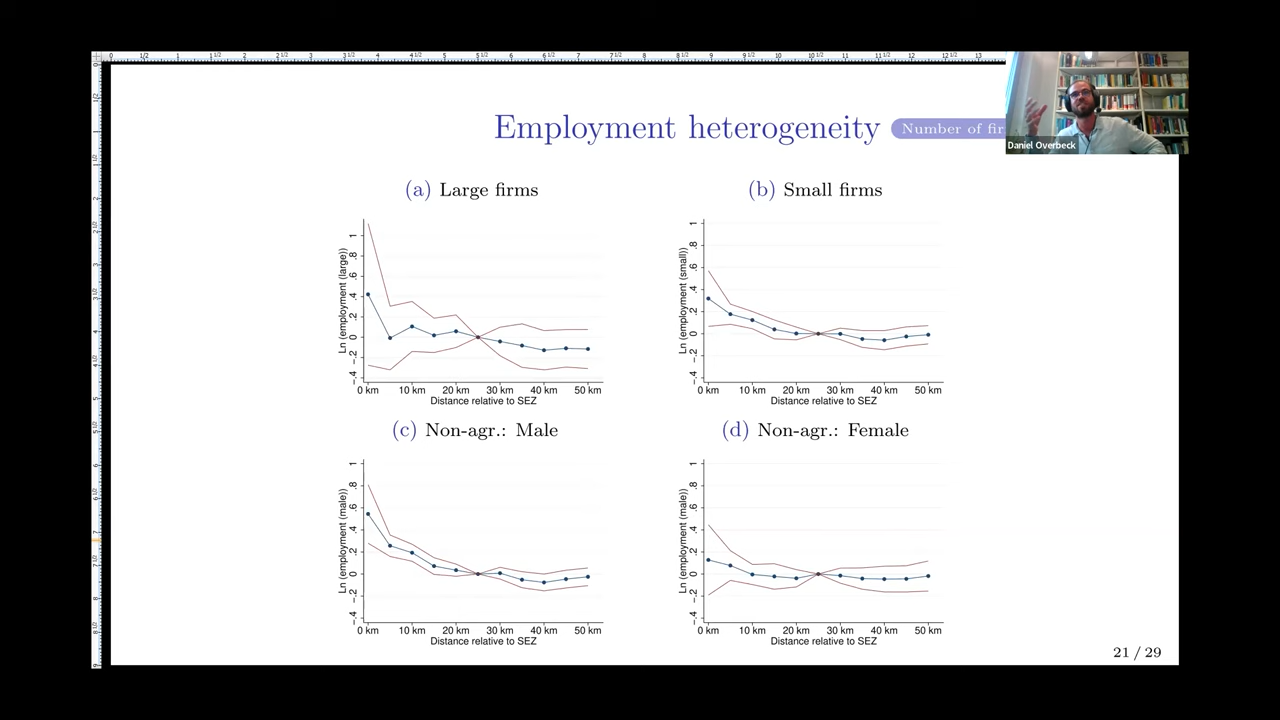 Employment heterogeneity Number of fir
Daniel Overbeck
(a) Large firms
(b) Small firms
Ln (employment (large))
-.4 -.2 0 .2 .4 .6 .8 1
0 km 10 km 20 km 30 km 40 km 50 km
Distance relative to SEZ
Ln (employment (small))
-.4 -.2 0 .2 .4 .6 .8 1
0 km 10 km 20 km 30 km 40 km 50 km
Distance relative to SEZ
(c) Non-agr.: Male
(d) Non-agr.: Female
Ln (employment (male))
-.4 -.2 0 .2 .4 .6 .8 1
0 km 10 km 20 km 30 km 40 km 50 km
Distance relative to SEZ
Ln (employment (male))
-.4 -.2 0 .2 .4 .6 .8 1
0 km 10 km 20 km 30 km 40 km 50 km
Distance relative to SEZ
21 / 29